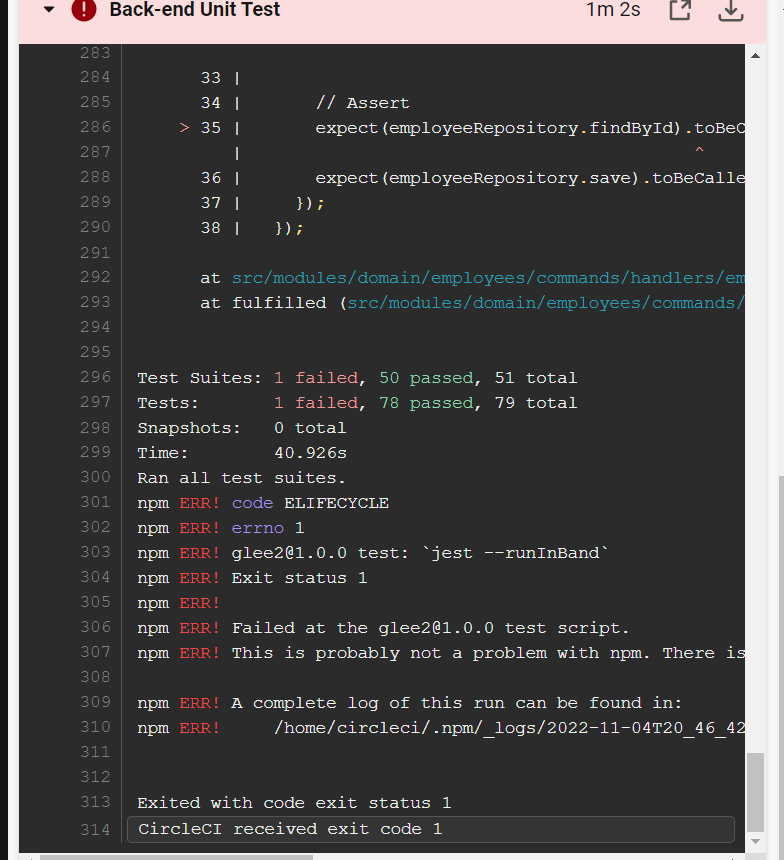 Back-end Unit Test 1m 2s
283
284 33 |
285 34 | // Assert
286 > 35 | expect(employeeRepository.findById).toBeC
287 | ^
288 36 | expect(employeeRepository.save).toBeCalle
289 37 | });
290 38 | });
291
292 at src/modules/domain/employees/commands/handlers/em
293 at fulfilled (src/modules/domain/employees/commands/
294
295
296 Test Suites: 1 failed, 50 passed, 51 total
297 Tests: 1 failed, 78 passed, 79 total
298 Snapshots: 0 total
299 Time: 40.926s
300 Ran all test suites.
301 npm ERR! code ELIFECYCLE
302 npm ERR! errno 1
303 npm ERR! glee2@1.0.0 test: `jest --runInBand`
304 npm ERR! Exit status 1
305 npm ERR!
306 npm ERR! Failed at the glee2@1.0.0 test script.
307 npm ERR! This is probably not a problem with npm. There is
308
309 npm ERR! A complete log of this run can be found in:
310 npm ERR! /home/circleci/.npm/_logs/2022-11-04T20_46_42
311
312
313 Exited with code exit status 1
314 CircleCI received exit code 1